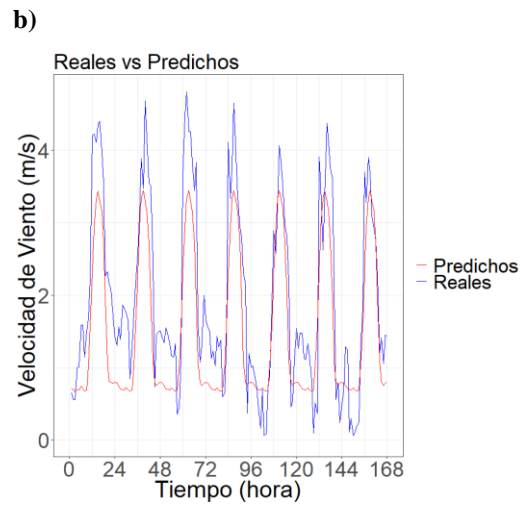 b)
Reales vs Predichos
Velocidad de Viento (m/s)
4
2
0
0 24 48 72 96 120 144 168
Tiempo (hora)
Predichos
Reales